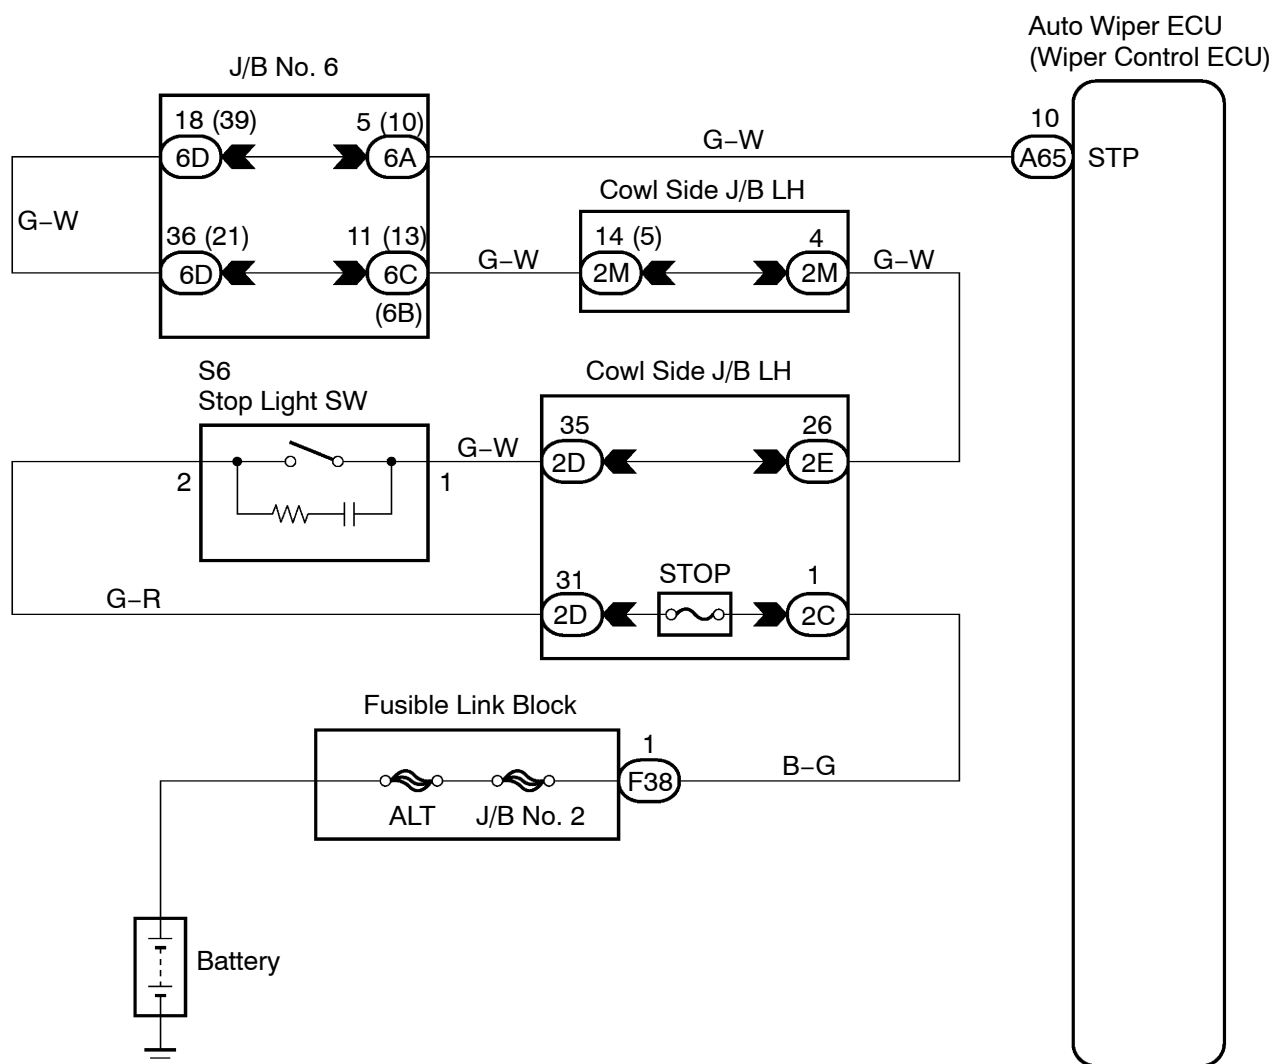 Auto Wiper ECU
(Wiper Control ECU)
J/B No. 6
18 (39)
5 (10)
10
6D
6A
G–W
A65
STP
Cowl Side J/B LH
G–W
36 (21)
11 (13)
14 (5)
4
6D
6C
G–W
2M
2M
G–W
(6B)
S6
Stop Light SW
Cowl Side J/B LH
35
26
G–W
2D
2E
2
1
STOP
31
1
G–R
2D
2C
Fusible Link Block
1
F38
B–G
ALT
J/B No. 2
Battery